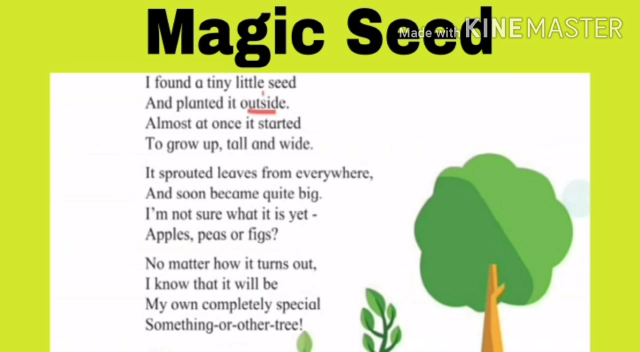 Magic Seed
Made with KINEMASTER
I found a tiny little seed
And planted it outside.
Almost at once it started
To grow up, tall and wide.
It sprouted leaves from everywhere,
And soon became quite big.
I'm not sure what it is yet -
Apples, peas or figs?
No matter how it turns out,
I know that it will be
My own completely special
Something-or-other-tree!